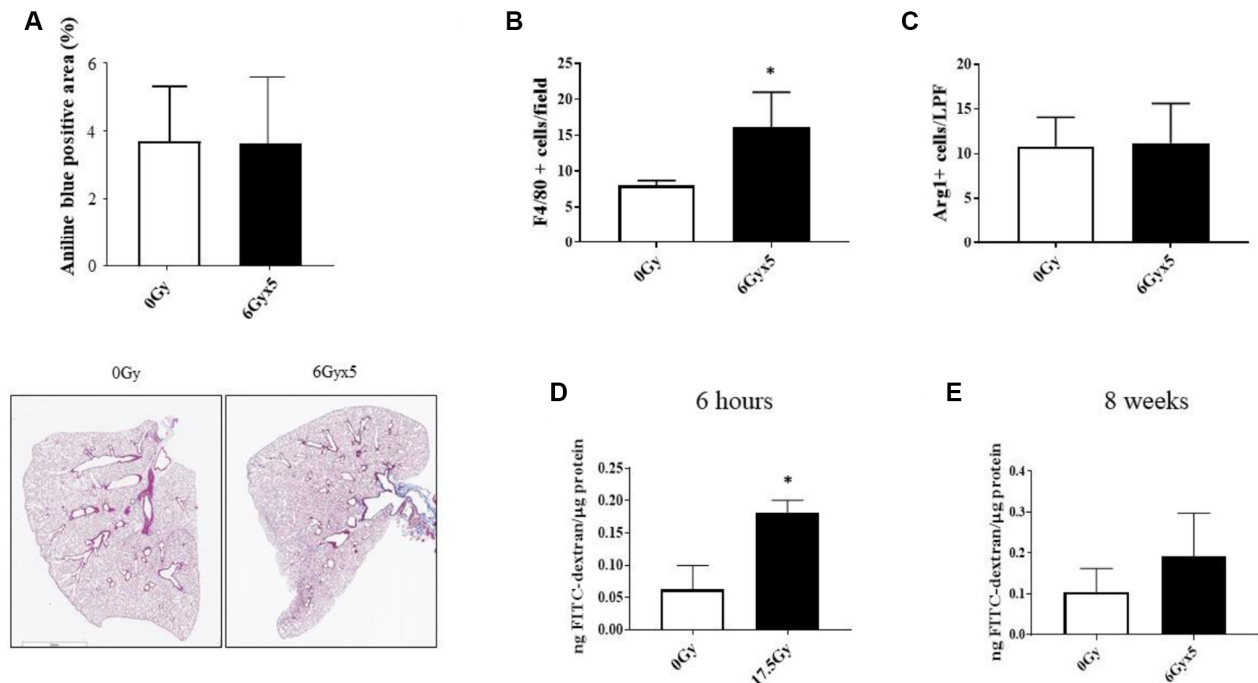 A
Aniline blue positive area (%)
6
4
2
0
0Gy
6Gyx5
B
F4/80 + cells/field
25
20
15
10
5
0
*
0Gy
6Gyx5
C
Arg1+ cells/LPF
20
15
10
5
0
0Gy
6Gyx5
0Gy
6Gyx5
D
6 hours
ng FITC-dextran/µg protein
0.25
0.20
0.15
0.10
0.05
0.00
*
0Gy
17.5Gy
E
8 weeks
ng FITC-dextran/µg protein
0.4
0.3
0.2
0.1
0.0
0Gy
6Gyx5